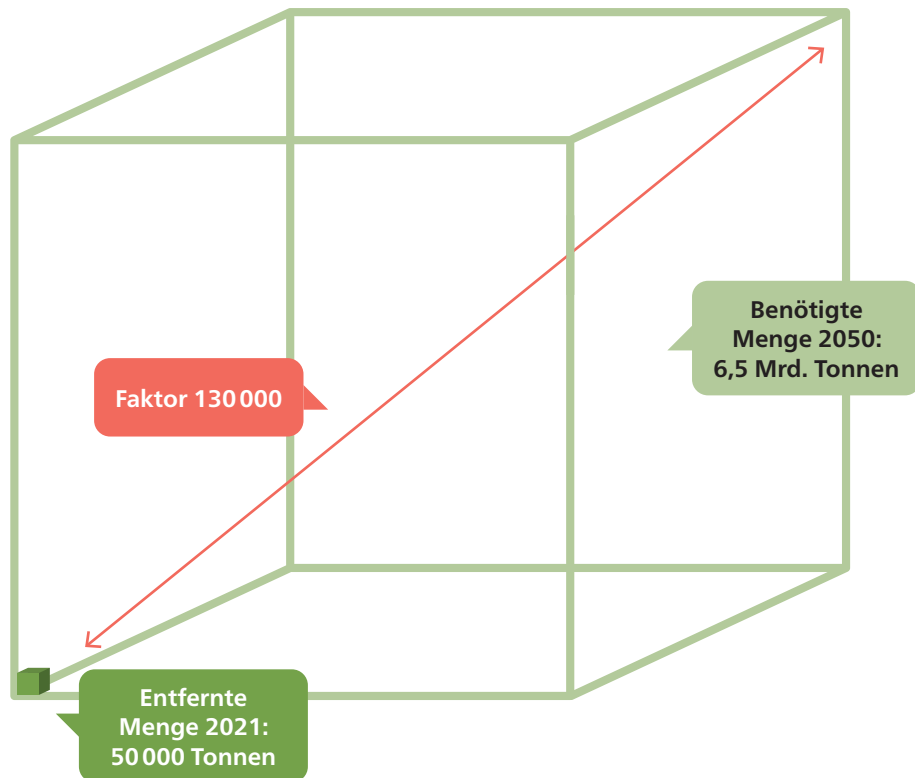 Benötigte
Menge 2050:
6,5 Mrd. Tonnen
Faktor 130 000
Entfernte
Menge 2021:
50 000 Tonnen